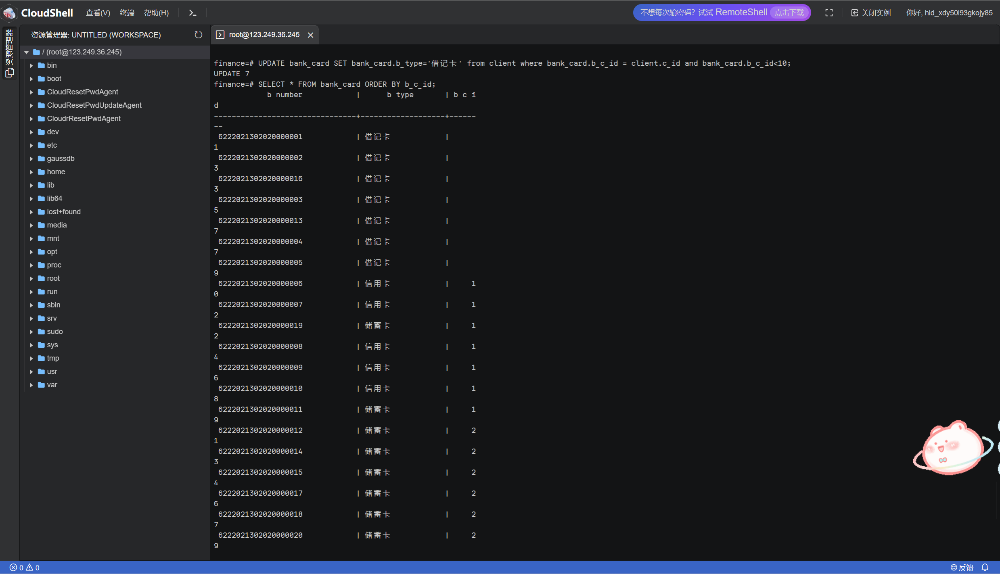 CloudShell 查看(V) 终端 帮助(H) 不想每次输密码？试试 RemoteShell 点击下载 关闭实例 你好, hid_xdy50l93gkojy85
资源管理器
资源管理器: UNTITLED (WORKSPACE)
/ (root@123.249.36.245)
bin
boot
CloudResetPwdAgent
CloudResetPwdUpdateAgent
CloudrResetPwdAgent
dev
etc
gaussdb
home
lib
lib64
lost+found
media
mnt
opt
proc
root
run
sbin
srv
sudo
sys
tmp
usr
var
root@123.249.36.245
finance=# UPDATE bank_card SET bank_card.b_type='借记卡' from client where bank_card.b_c_id = client.c_id and bank_card.b_c_id<10;
UPDATE 7
finance=# SELECT * FROM bank_card ORDER BY b_c_id;
            b_number            |      b_type       | b_c_i
d
--------------------------------+-------------------+------
--
 6222021302020000001            | 借记卡            |
1
 6222021302020000002            | 借记卡            |
3
 6222021302020000016            | 借记卡            |
3
 6222021302020000003            | 借记卡            |
5
 6222021302020000013            | 借记卡            |
7
 6222021302020000004            | 借记卡            |
7
 6222021302020000005            | 借记卡            |
9
 6222021302020000006            | 信用卡            |     1
0
 6222021302020000007            | 信用卡            |     1
2
 6222021302020000019            | 储蓄卡            |     1
2
 6222021302020000008            | 信用卡            |     1
4
 6222021302020000009            | 信用卡            |     1
6
 6222021302020000010            | 信用卡            |     1
8
 6222021302020000011            | 储蓄卡            |     1
9
 6222021302020000012            | 储蓄卡            |     2
1
 6222021302020000014            | 储蓄卡            |     2
3
 6222021302020000015            | 储蓄卡            |     2
4
 6222021302020000017            | 储蓄卡            |     2
6
 6222021302020000018            | 储蓄卡            |     2
7
 6222021302020000020            | 储蓄卡            |     2
9
0 0 反馈